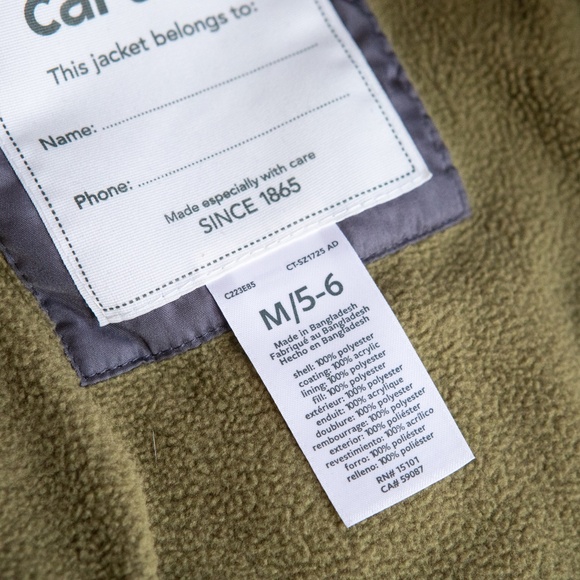 This jacket belongs to:
Name:
Phone:
Made especially with care
SINCE 1865
C223E85 CT-SZ1725 AD
M/5-6
Made in Bangladesh
Fabriqué au Bangladesh
Hecho en Bangladesh
shell: 100% polyester
coating: 100% acrylic
lining: 100% polyester
fill: 100% polyester
extérieur: 100% polyester
enduit: 100% acrylique
doublure: 100% polyester
rembourrage: 100% polyester
exterior: 100% poliéster
revestimiento: 100% acrílico
forro: 100% poliéster
relleno: 100% poliéster
RN# 15101
CA# 59087